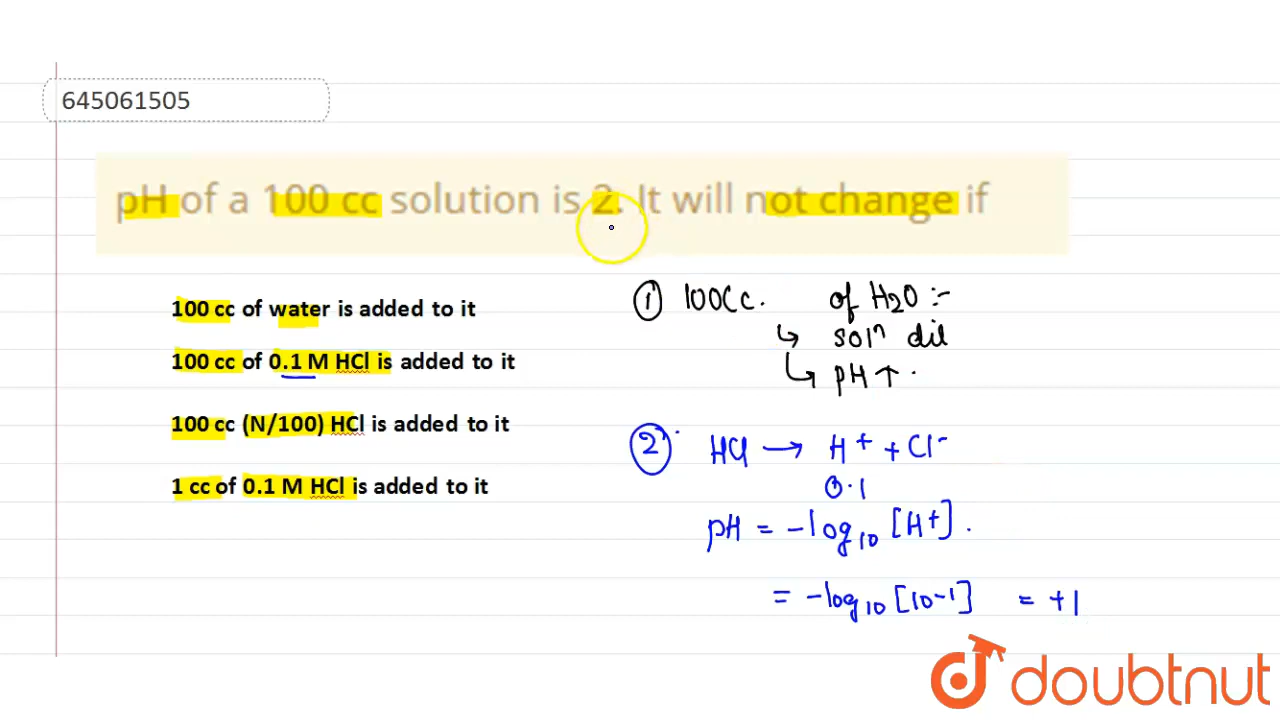 645061505
pH of a 100 cc solution is 2. It will not change if
100 cc of water is added to it
100 cc of 0.1 M HCl is added to it
100 cc (N/100) HCl is added to it
1 cc of 0.1 M HCl is added to it
① 100Cc. of H2O :-
↳ solⁿ dil
↳ pH ↑ .
② HCl → H+ + Cl-
0.1
pH = -log10 [H+] .
= -log10 [10-1] = +1
doubtnut